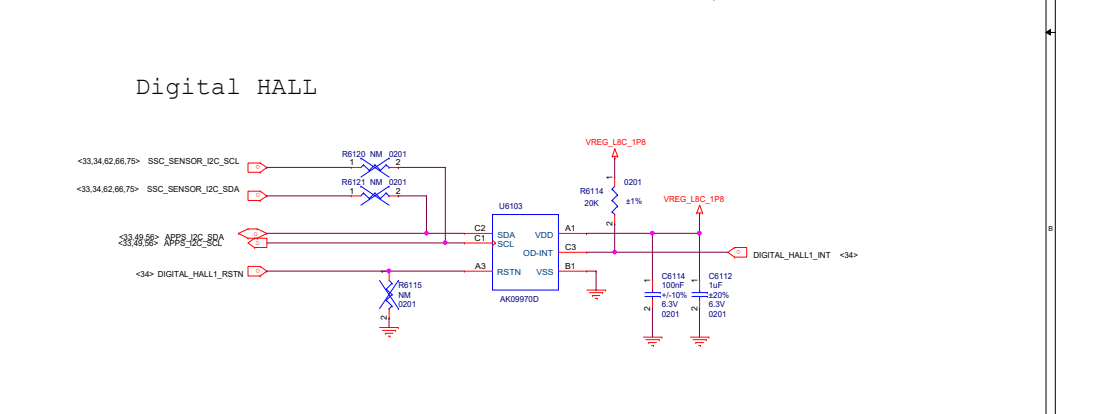 Digital HALL
VREG_L8C_1P8
<33,34,62,66,75> SSC_SENSOR_I2C_SCL
R6120 NM 0201
1 2
<33,34,62,66,75> SSC_SENSOR_I2C_SDA
R6121 NM 0201
1 2
1
R6114 0201
20K ±1%
2
VREG_L8C_1P8
U6103
<33,49,56> APPS_I2C_SDA
C2 SDA VDD A1
<33,49,56> APPS_I2C_SCL
C1 SCL
OD-INT C3
DIGITAL_HALL1_INT <34>
<34> DIGITAL_HALL1_RSTN
A3 RSTN VSS B1
AK09970D
R6115
NM
0201
2
1
C6114
100nF
+/-10%
6.3V
0201
2
1
C6112
1uF
±20%
6.3V
0201
2
B